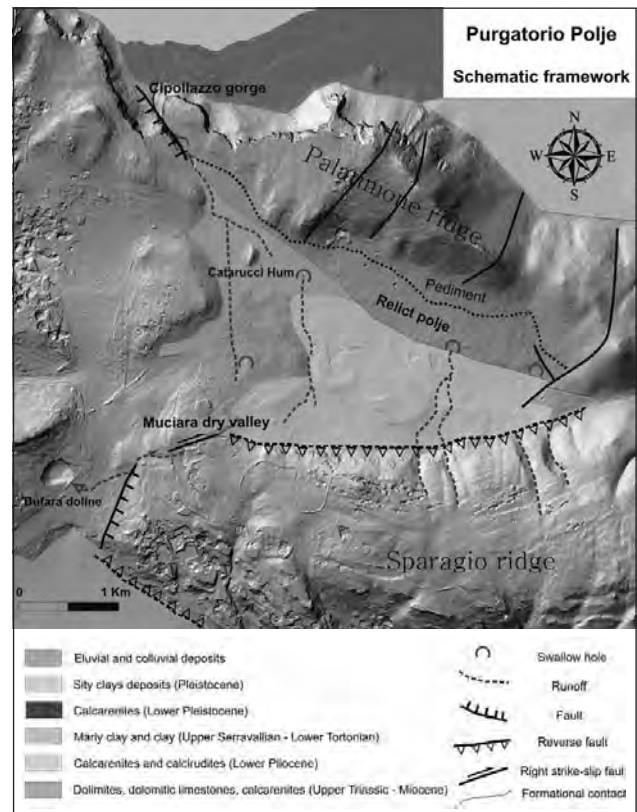 Purgatorio Polje
Schematic framework
N
W E
S
Cipollazzo gorge
Palatimone ridge
Catarucci Hum
Pediment
Relict polje
Muciara dry valley
Bufara doline
Sparagio ridge
0 1 Km
Eluvial and colluvial deposits
Sity clays deposits (Pleistocene)
Calcarenites (Lower Pleistocene)
Marly clay and clay (Upper Serravallian - Lower Tortonian)
Calcarenites and calcirudites (Lower Pliocene)
Dolimites, dolomitic limestones, calcarenites (Upper Triassic - Miocene)
Swallow hole
Runoff
Fault
Reverse fault
Right strike-slip faul
Formational contact